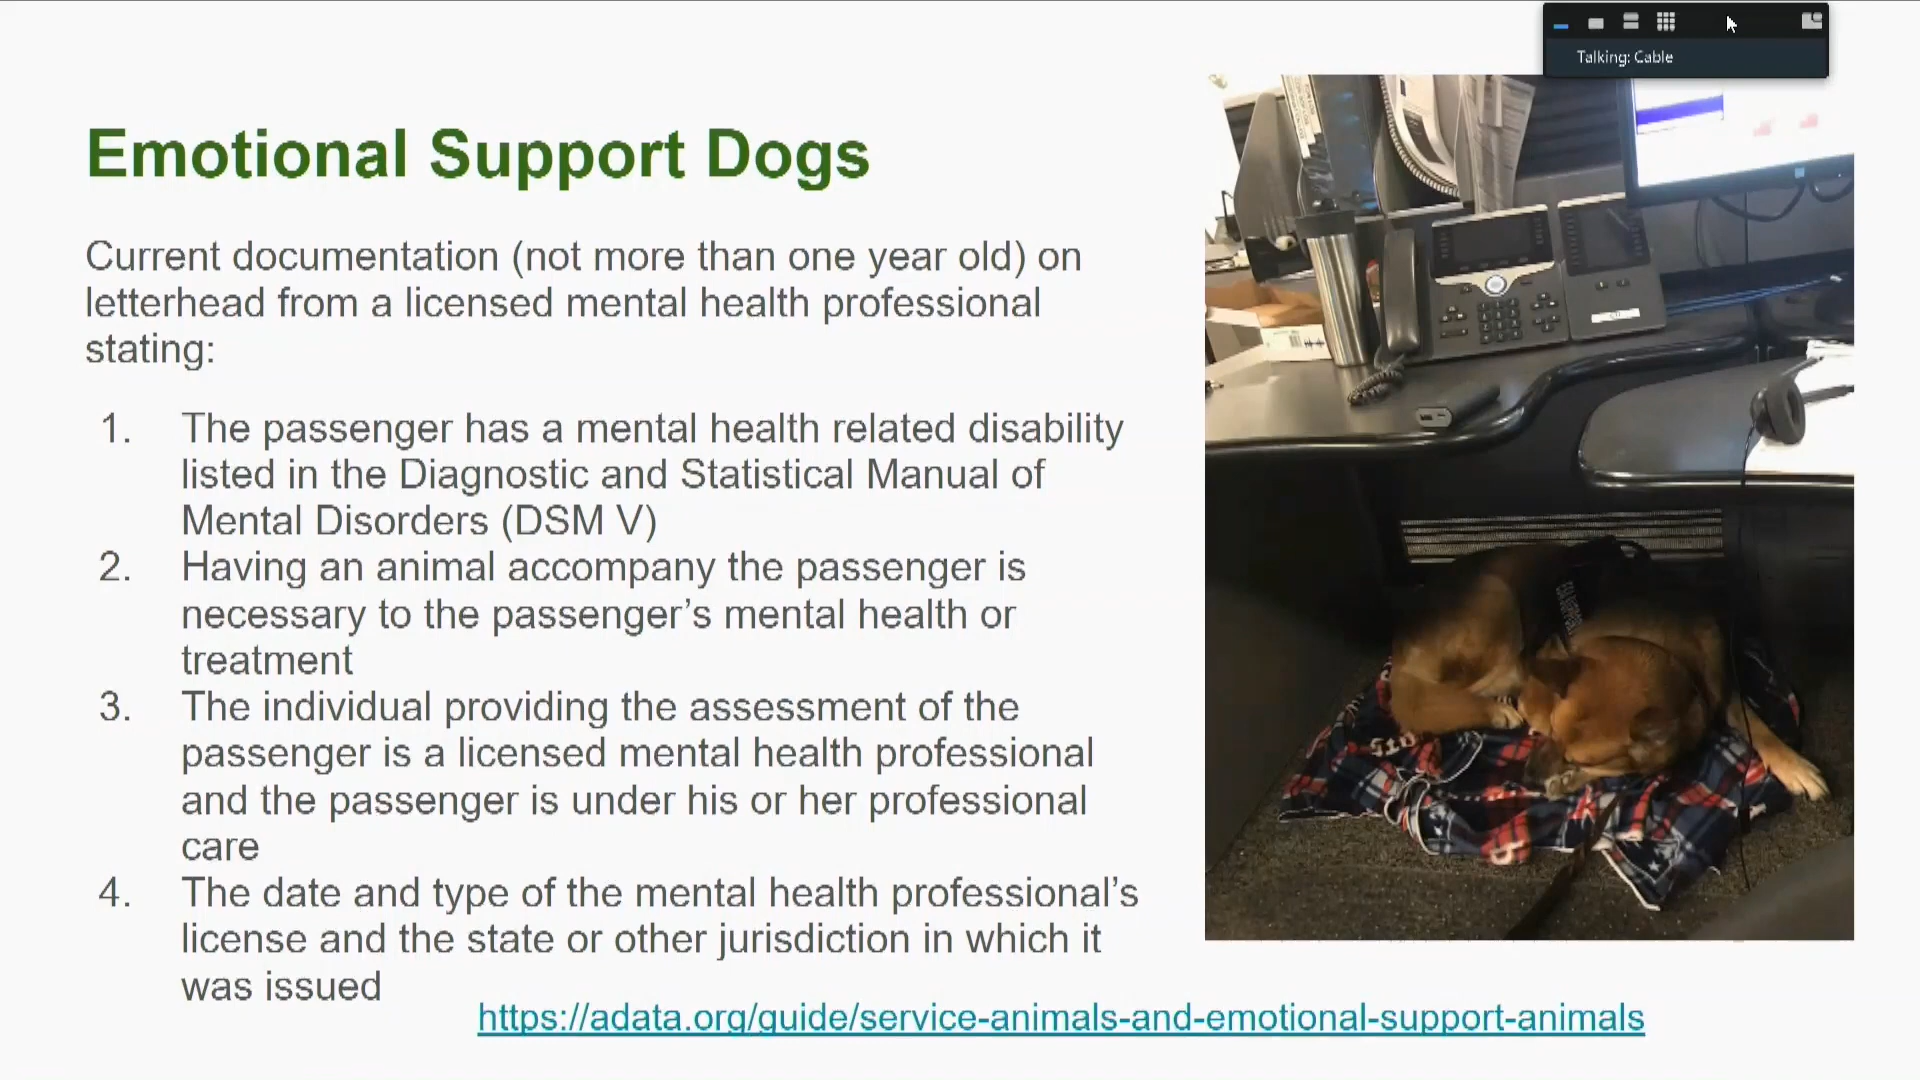 Talking: Cable
Emotional Support Dogs
Current documentation (not more than one year old) on
letterhead from a licensed mental health professional
stating:
1. The passenger has a mental health related disability
listed in the Diagnostic and Statistical Manual of
Mental Disorders (DSM V)
2. Having an animal accompany the passenger is
necessary to the passenger’s mental health or
treatment
3. The individual providing the assessment of the
passenger is a licensed mental health professional
and the passenger is under his or her professional
care
4. The date and type of the mental health professional’s
license and the state or other jurisdiction in which it
was issued
https://adata.org/guide/service-animals-and-emotional-support-animals